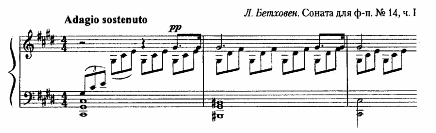 Л. Бетховен. Соната для ф-п. № 14, ч. I
Adagio sostenuto
pp